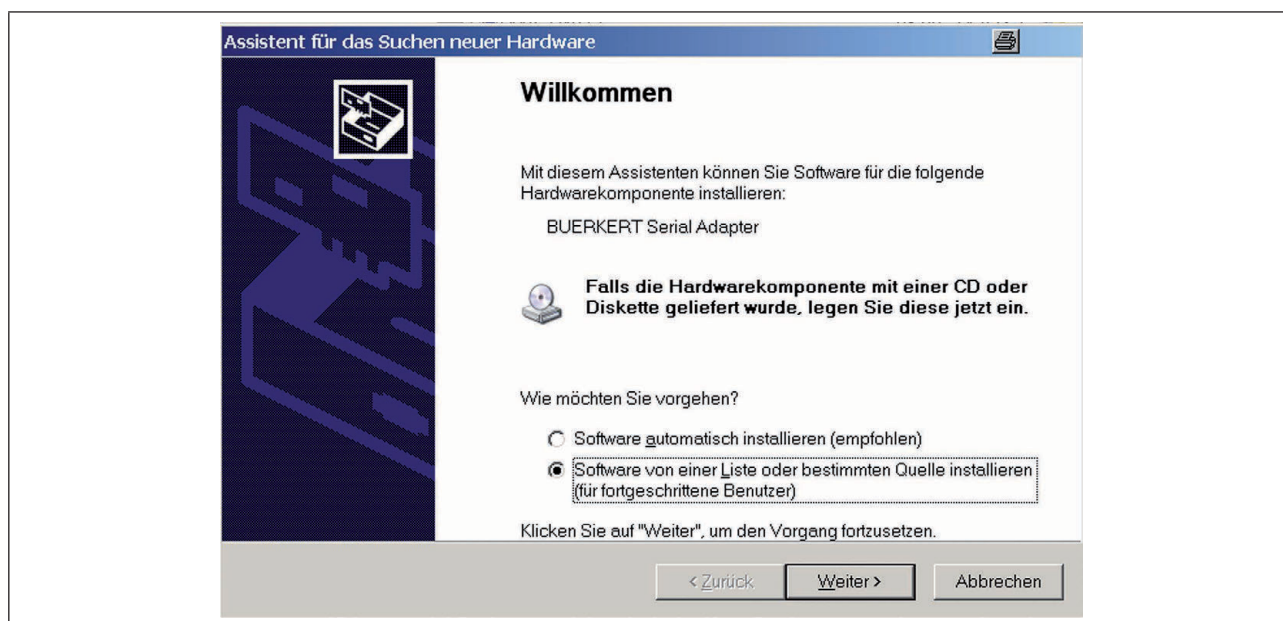 Assistent für das Suchen neuer Hardware
Willkommen
Mit diesem Assistenten können Sie Software für die folgende
Hardwarekomponente installieren:
BUERKERT Serial Adapter
Falls die Hardwarekomponente mit einer CD oder
Diskette geliefert wurde, legen Sie diese jetzt ein.
Wie möchten Sie vorgehen?
Software automatisch installieren (empfohlen)
Software von einer Liste oder bestimmten Quelle installieren
(für fortgeschrittene Benutzer)
Klicken Sie auf "Weiter", um den Vorgang fortzusetzen.
< Zurück Weiter > Abbrechen